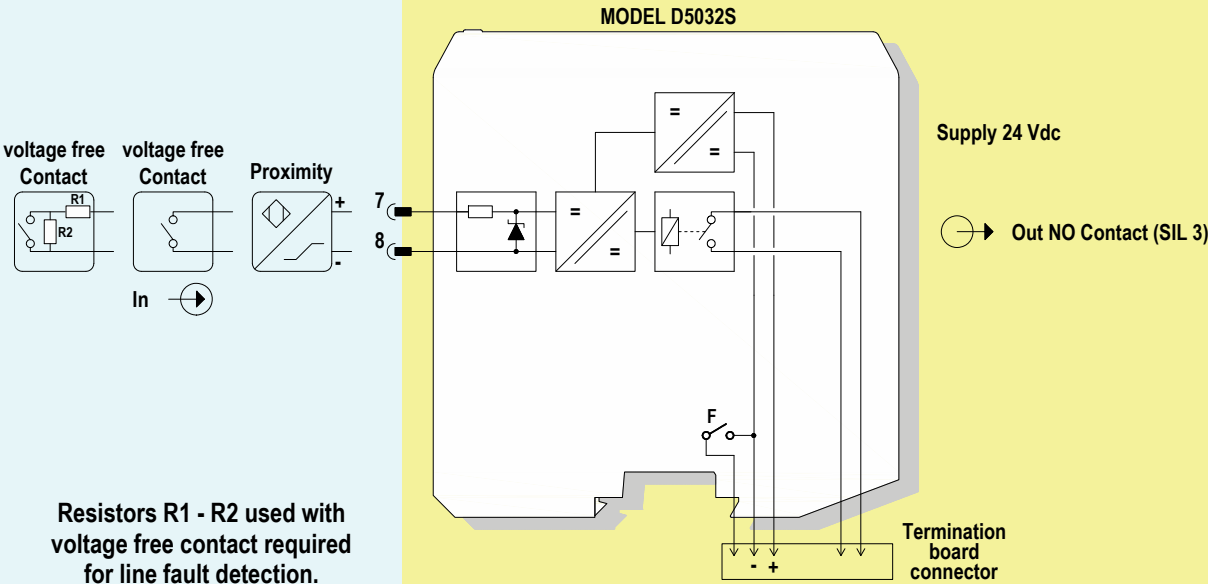 MODEL D5032S
voltage free
Contact
R1
R2
voltage free
Contact
Proximity
+
-
7
8
In
=
=
=
=
Supply 24 Vdc
Out NO Contact (SIL 3)
F
- +
Termination
board
connector
Resistors R1 - R2 used with
voltage free contact required
for line fault detection.